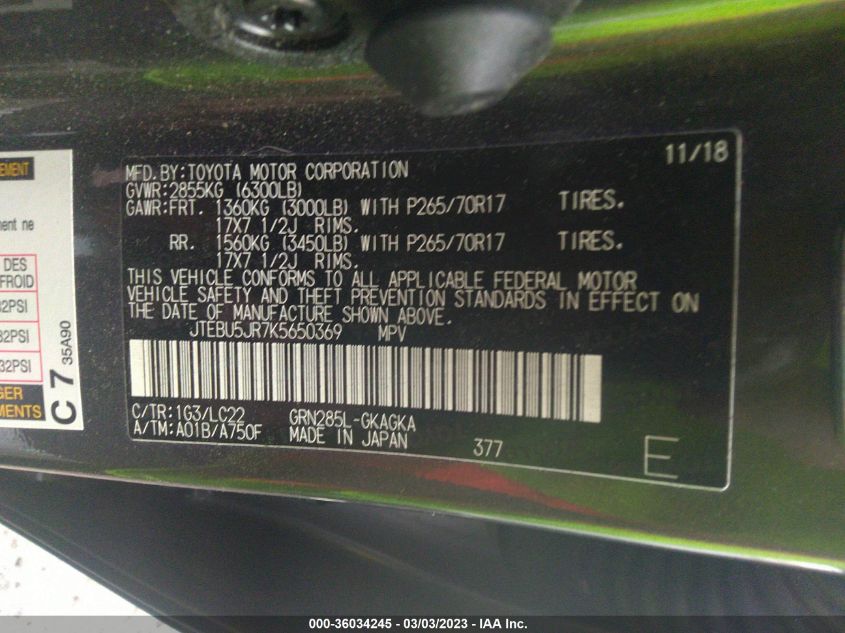 11/18
MFD. BY: TOYOTA MOTOR CORPORATION
GVWR: 2855KG (6300LB)
GAWR: FRT. 1360KG (3000LB) WITH P265/70R17 TIRES.
17X7 1/2J RIMS.
RR. 1560KG (3450LB) WITH P265/70R17 TIRES.
17X7 1/2J RIMS.
THIS VEHICLE CONFORMS TO ALL APPLICABLE FEDERAL MOTOR
VEHICLE SAFETY AND THEFT PREVENTION STANDARDS IN EFFECT ON
THE DATE OF MANUFACTURE SHOWN ABOVE.
JTEBU5JR7K5650369 MPV
C/TR: 1G3/LC22 GRN285L-GKAGKA
A/TM: A01B/A750F MADE IN JAPAN 377 E
ne
DES
FROID
32PSI
32PSI
C 7 35A90
000-36034245 - 03/03/2023 - IAA Inc.